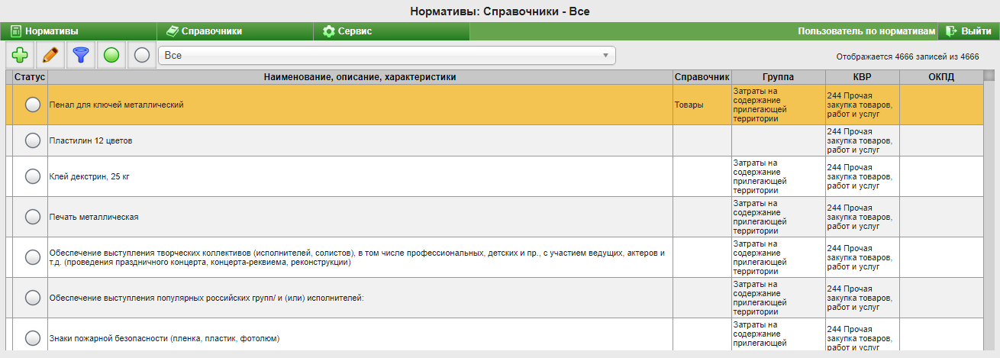 Нормативы: Справочники - Все
Нормативы Справочники Сервис Пользователь по нормативам Выйти
Все Отображается 4666 записей из 4666
Статус Наименование, описание, характеристики Справочник Группа КВР ОКПД
Пенал для ключей металлический Товары
Затраты на
содержание
прилегающей
территории
244 Прочая
закупка товаров,
работ и услуг
Пластилин 12 цветов
244 Прочая
закупка товаров,
работ и услуг
Клей декстрин, 25 кг
Затраты на
содержание
прилегающей
территории
244 Прочая
закупка товаров,
работ и услуг
Печать металлическая
Затраты на
содержание
прилегающей
территории
244 Прочая
закупка товаров,
работ и услуг
Обеспечение выступления творческих коллективов (исполнителей, солистов), в том числе профессиональных, детских и пр., с участием ведущих, актеров и
т.д. (проведения праздничного концерта, концерта-реквиема, реконструкции)
Затраты на
содержание
прилегающей
территории
244 Прочая
закупка товаров,
работ и услуг
Обеспечение выступления популярных российских групп/ и (или) исполнителей:
Затраты на
содержание
прилегающей
территории
244 Прочая
закупка товаров,
работ и услуг
Знаки пожарной безопасности (пленка, пластик, фотолюм)
Затраты на
содержание
прилегающей
244 Прочая
закупка товаров,
работ и услуг